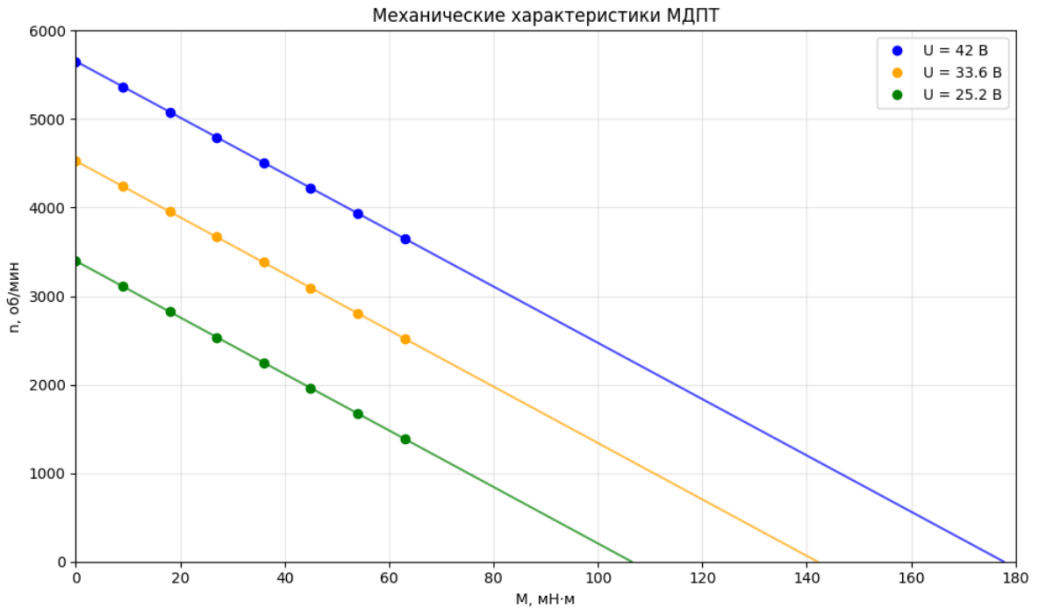 Механические характеристики МДПТ
U = 42 В
U = 33.6 В
U = 25.2 В
6000
5000
4000
3000
2000
1000
0
n, об/мин
0 20 40 60 80 100 120 140 160 180
М, мН·м